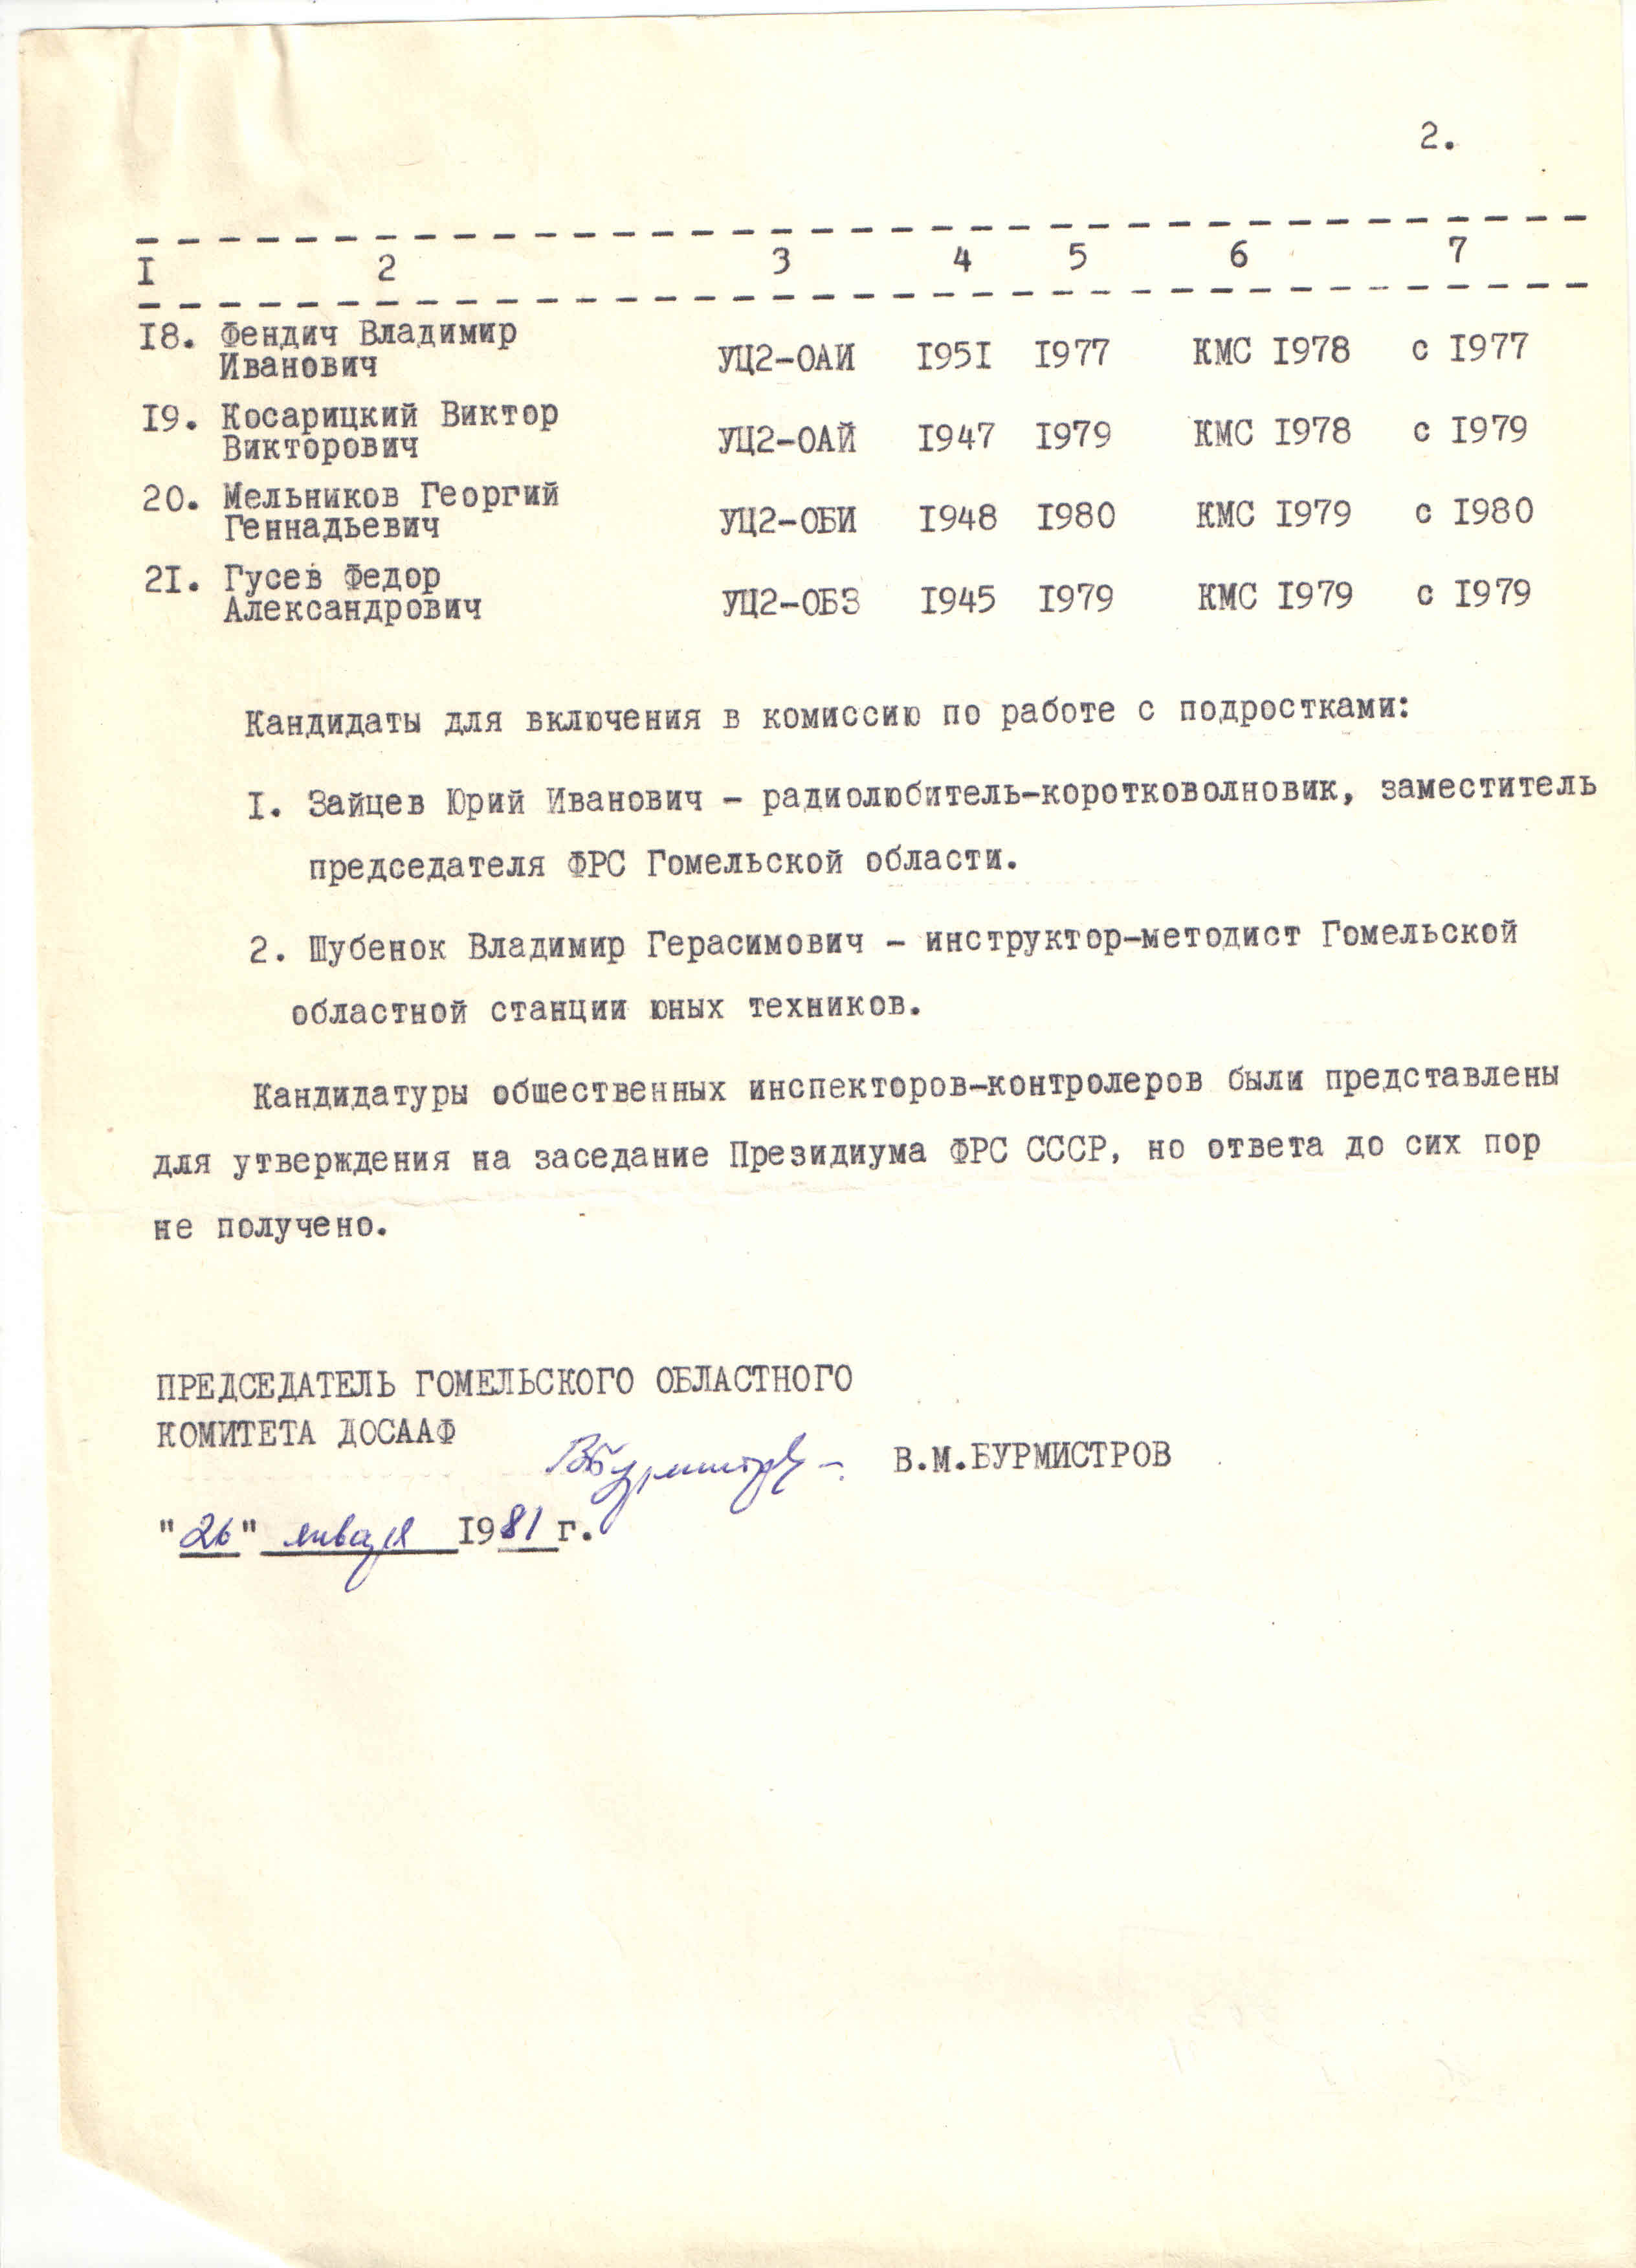 2.
I 2 3 4 5 6 7
I8. Фендич Владимир
Иванович УЦ2-ОАИ I95I I977 КМС I978 с I977
I9. Косарицкий Виктор
Викторович УЦ2-ОАЙ I947 I979 КМС I978 с I979
20. Мельников Георгий
Геннадьевич УЦ2-ОБИ I948 I980 КМС I979 с I980
2I. Гусев Федор
Александрович УЦ2-ОБЗ I945 I979 КМС I979 с I979
Кандидаты для включения в комиссию по работе с подростками:
I. Зайцев Юрий Иванович - радиолюбитель-коротковолновик, заместитель
председателя ФРС Гомельской области.
2. Шубенок Владимир Герасимович - инструктор-методист Гомельской
областной станции юных техников.
Кандидатуры обшественных инспекторов-контролеров были представлены
для утверждения на заседание Президиума ФРС СССР, но ответа до сих пор
не получено.
ПРЕДСЕДАТЕЛЬ ГОМЕЛЬСКОГО ОБЛАСТНОГО
КОМИТЕТА ДОСААФ
ВБурмистров В.М.БУРМИСТРОВ
"26" января I981 г.